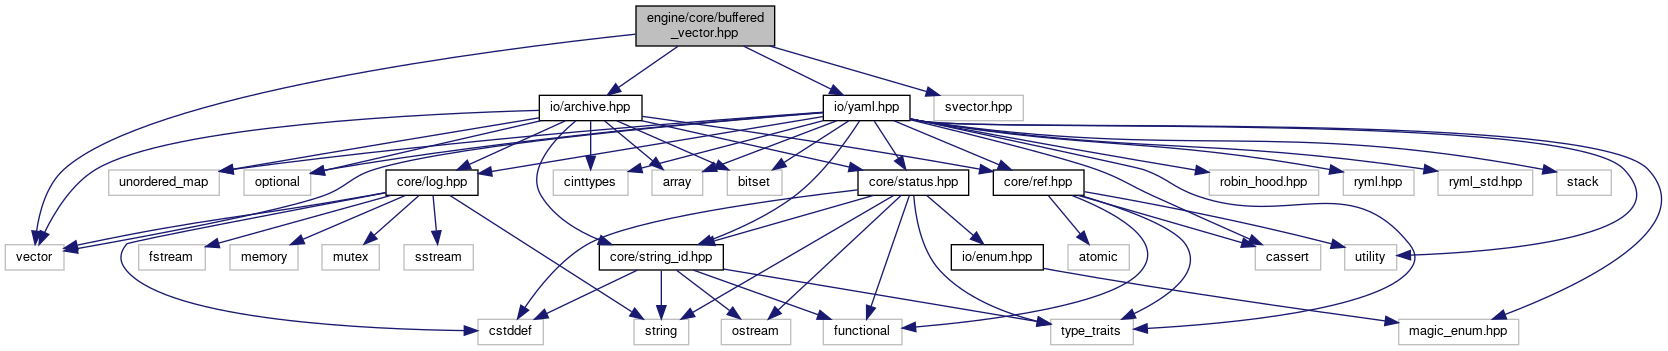 engine/core/buffered
_vector.hpp
io/archive.hpp
io/yaml.hpp
svector.hpp
unordered_map
optional
core/log.hpp
cinttypes
array
bitset
core/status.hpp
core/ref.hpp
robin_hood.hpp
ryml.hpp
ryml_std.hpp
stack
vector
fstream
memory
mutex
sstream
core/string_id.hpp
io/enum.hpp
atomic
cassert
utility
cstddef
string
ostream
functional
type_traits
magic_enum.hpp